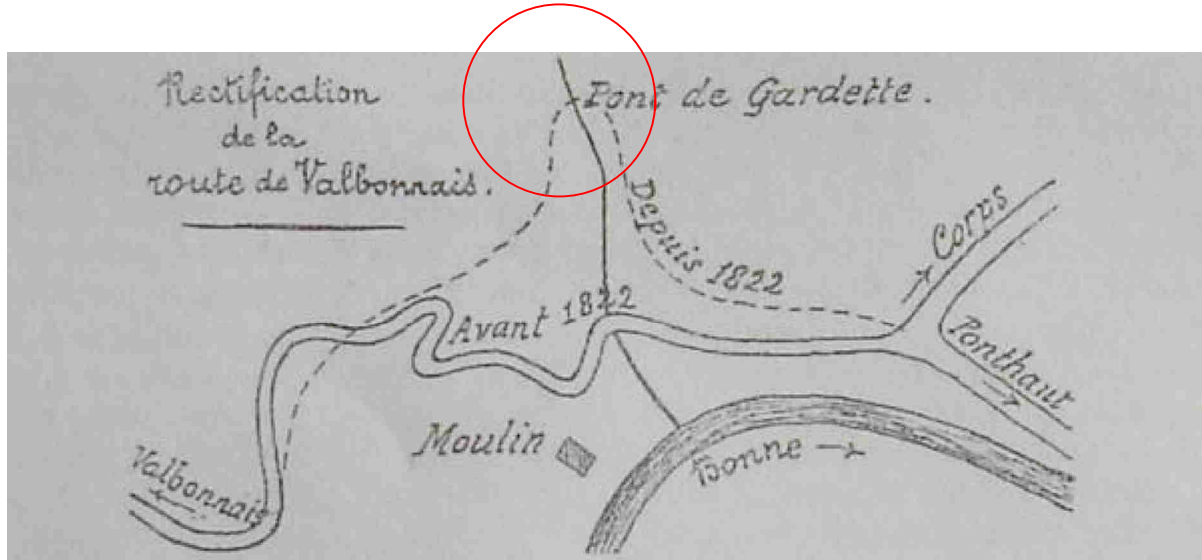 Rectification
de la
route de Valbonnais.
Pont de Gardette.
Depuis 1822
Corps
Avant 1822
Ponthaut
Moulin
Bonne
Valbonnais